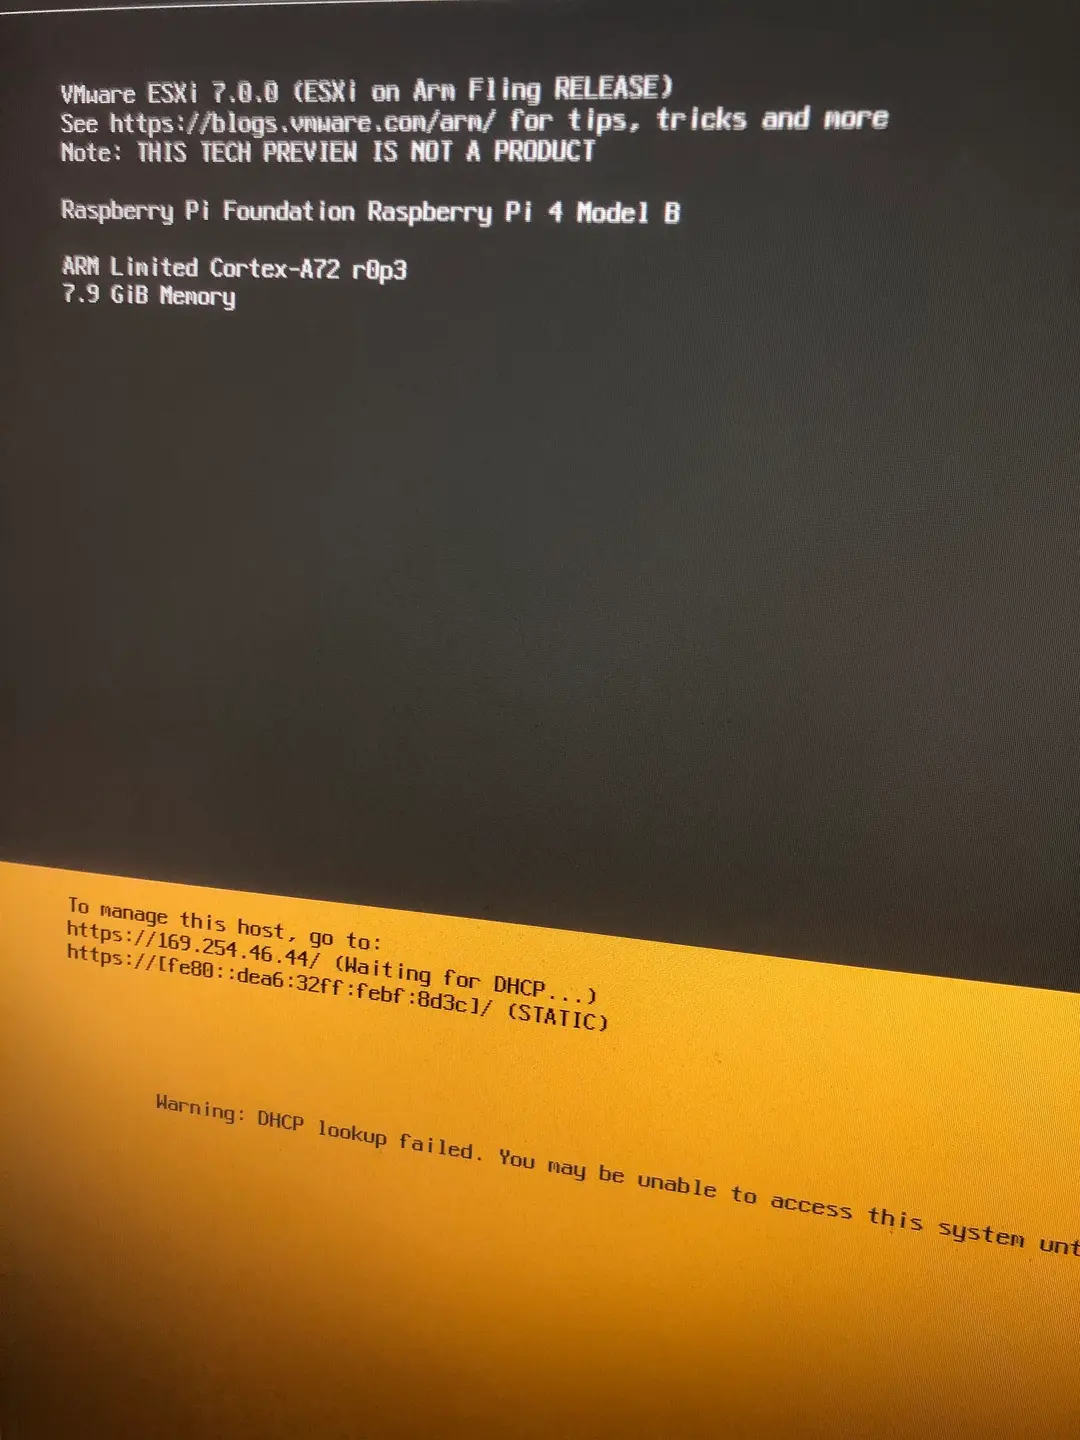 VMware ESXi 7.0.0 (ESXi on Arm Fling RELEASE)
See https://blogs.vmware.com/arm/ for tips, tricks and more
Note: THIS TECH PREVIEW IS NOT A PRODUCT
Raspberry Pi Foundation Raspberry Pi 4 Model B
ARM Limited Cortex-A72 r0p3
7.9 GiB Memory
To manage this host, go to:
https://169.254.46.44/ (Waiting for DHCP...)
https://[fe80::dea6:32ff:febf:8d3c]/ (STATIC)
Warning: DHCP lookup failed. You may be unable to access this system unt